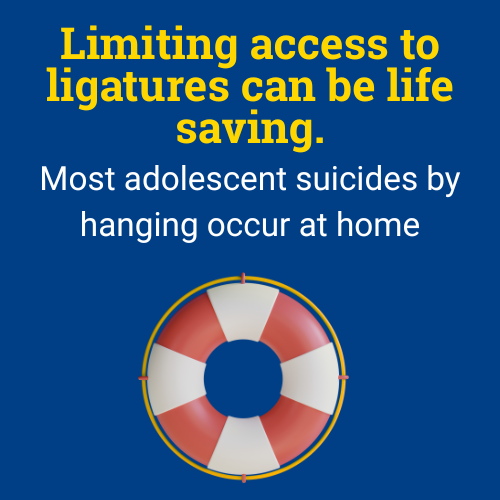 Limiting access to
ligatures can be life
saving.
Most adolescent suicides by
hanging occur at home